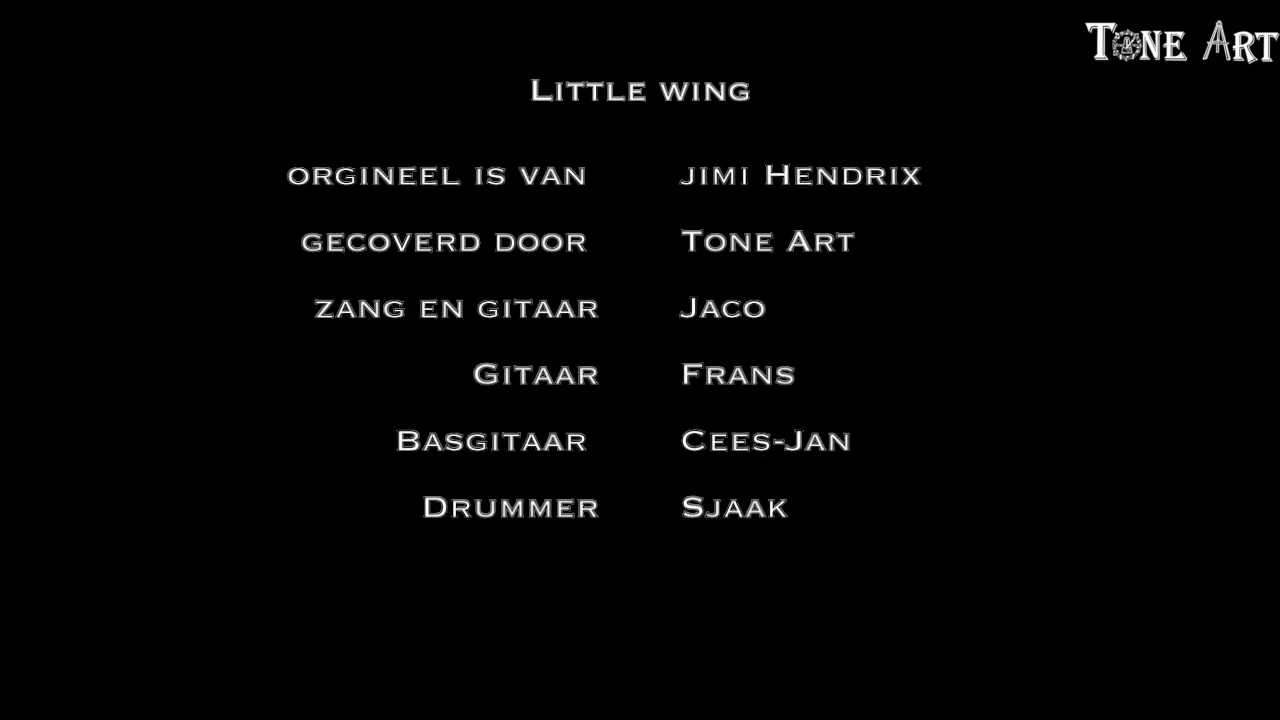 Tone Art
Little wing
orgineel is van jimi Hendrix
gecoverd door Tone Art
zang en gitaar Jaco
Gitaar Frans
Basgitaar Cees-Jan
Drummer Sjaak